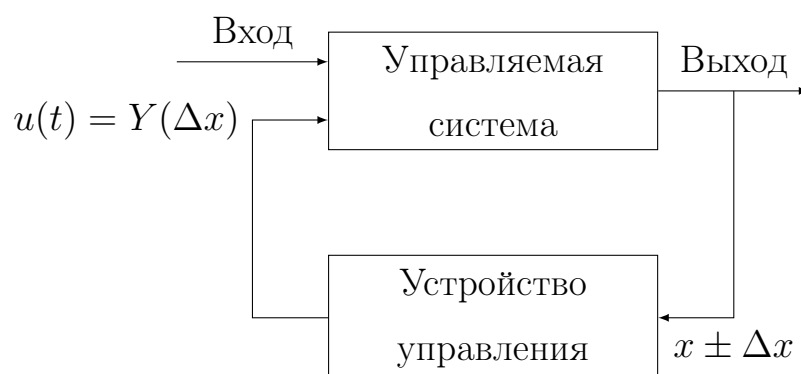 Вход
Управляемая
система
Выход
u(t) = Y(Δx)
Устройство
управления
x ± Δx